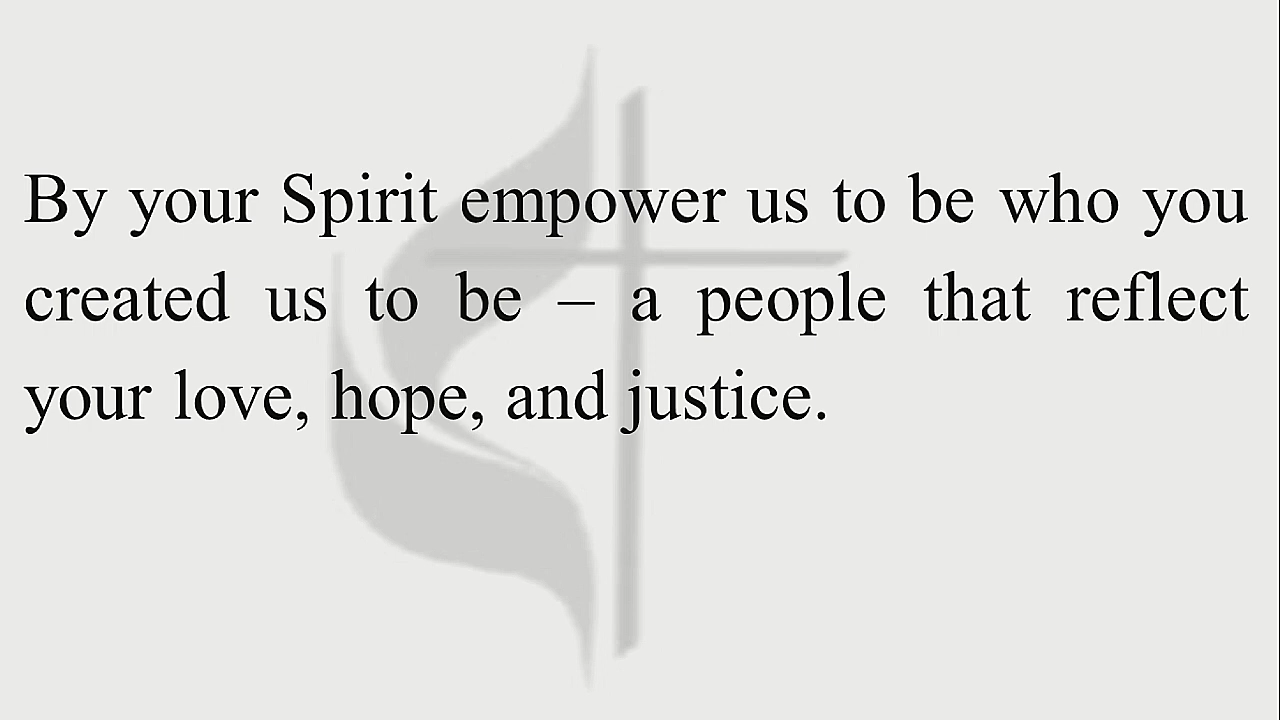 By your Spirit empower us to be who you
created us to be – a people that reflect
your love, hope, and justice.